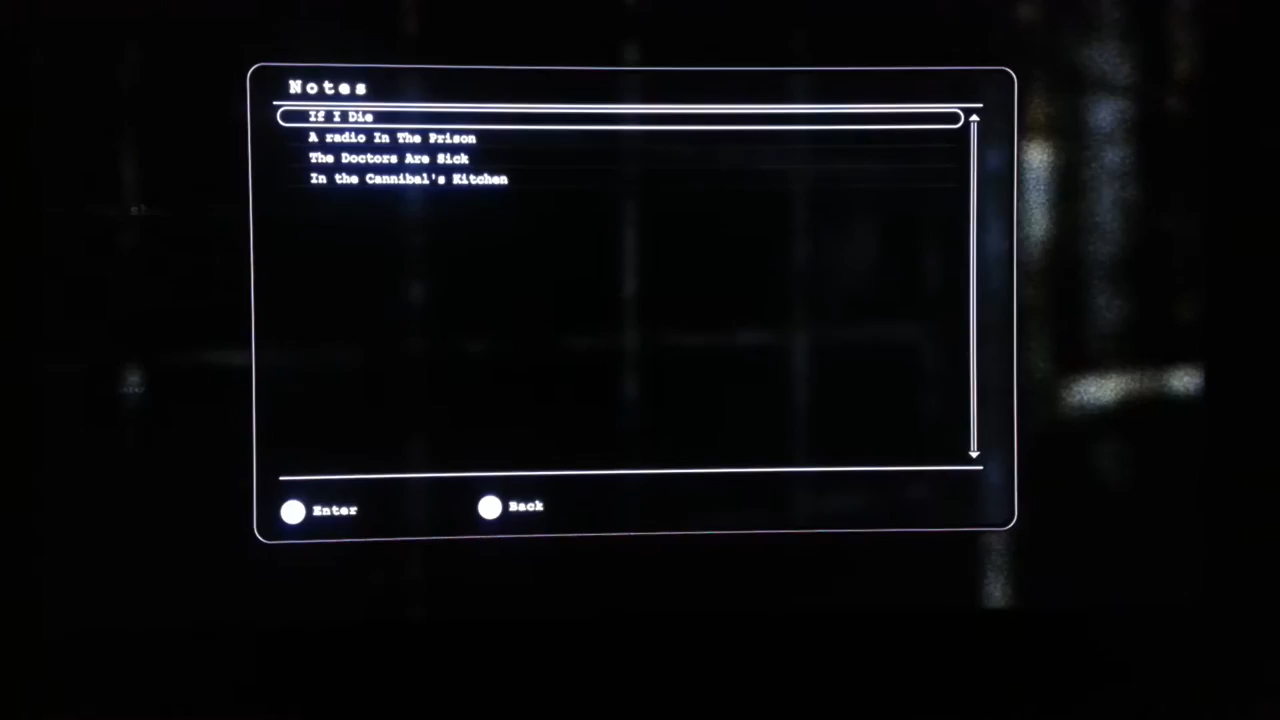 Notes
If I Die
A radio In The Prison
The Doctors Are Sick
In the Cannibal's Kitchen
Enter
Back